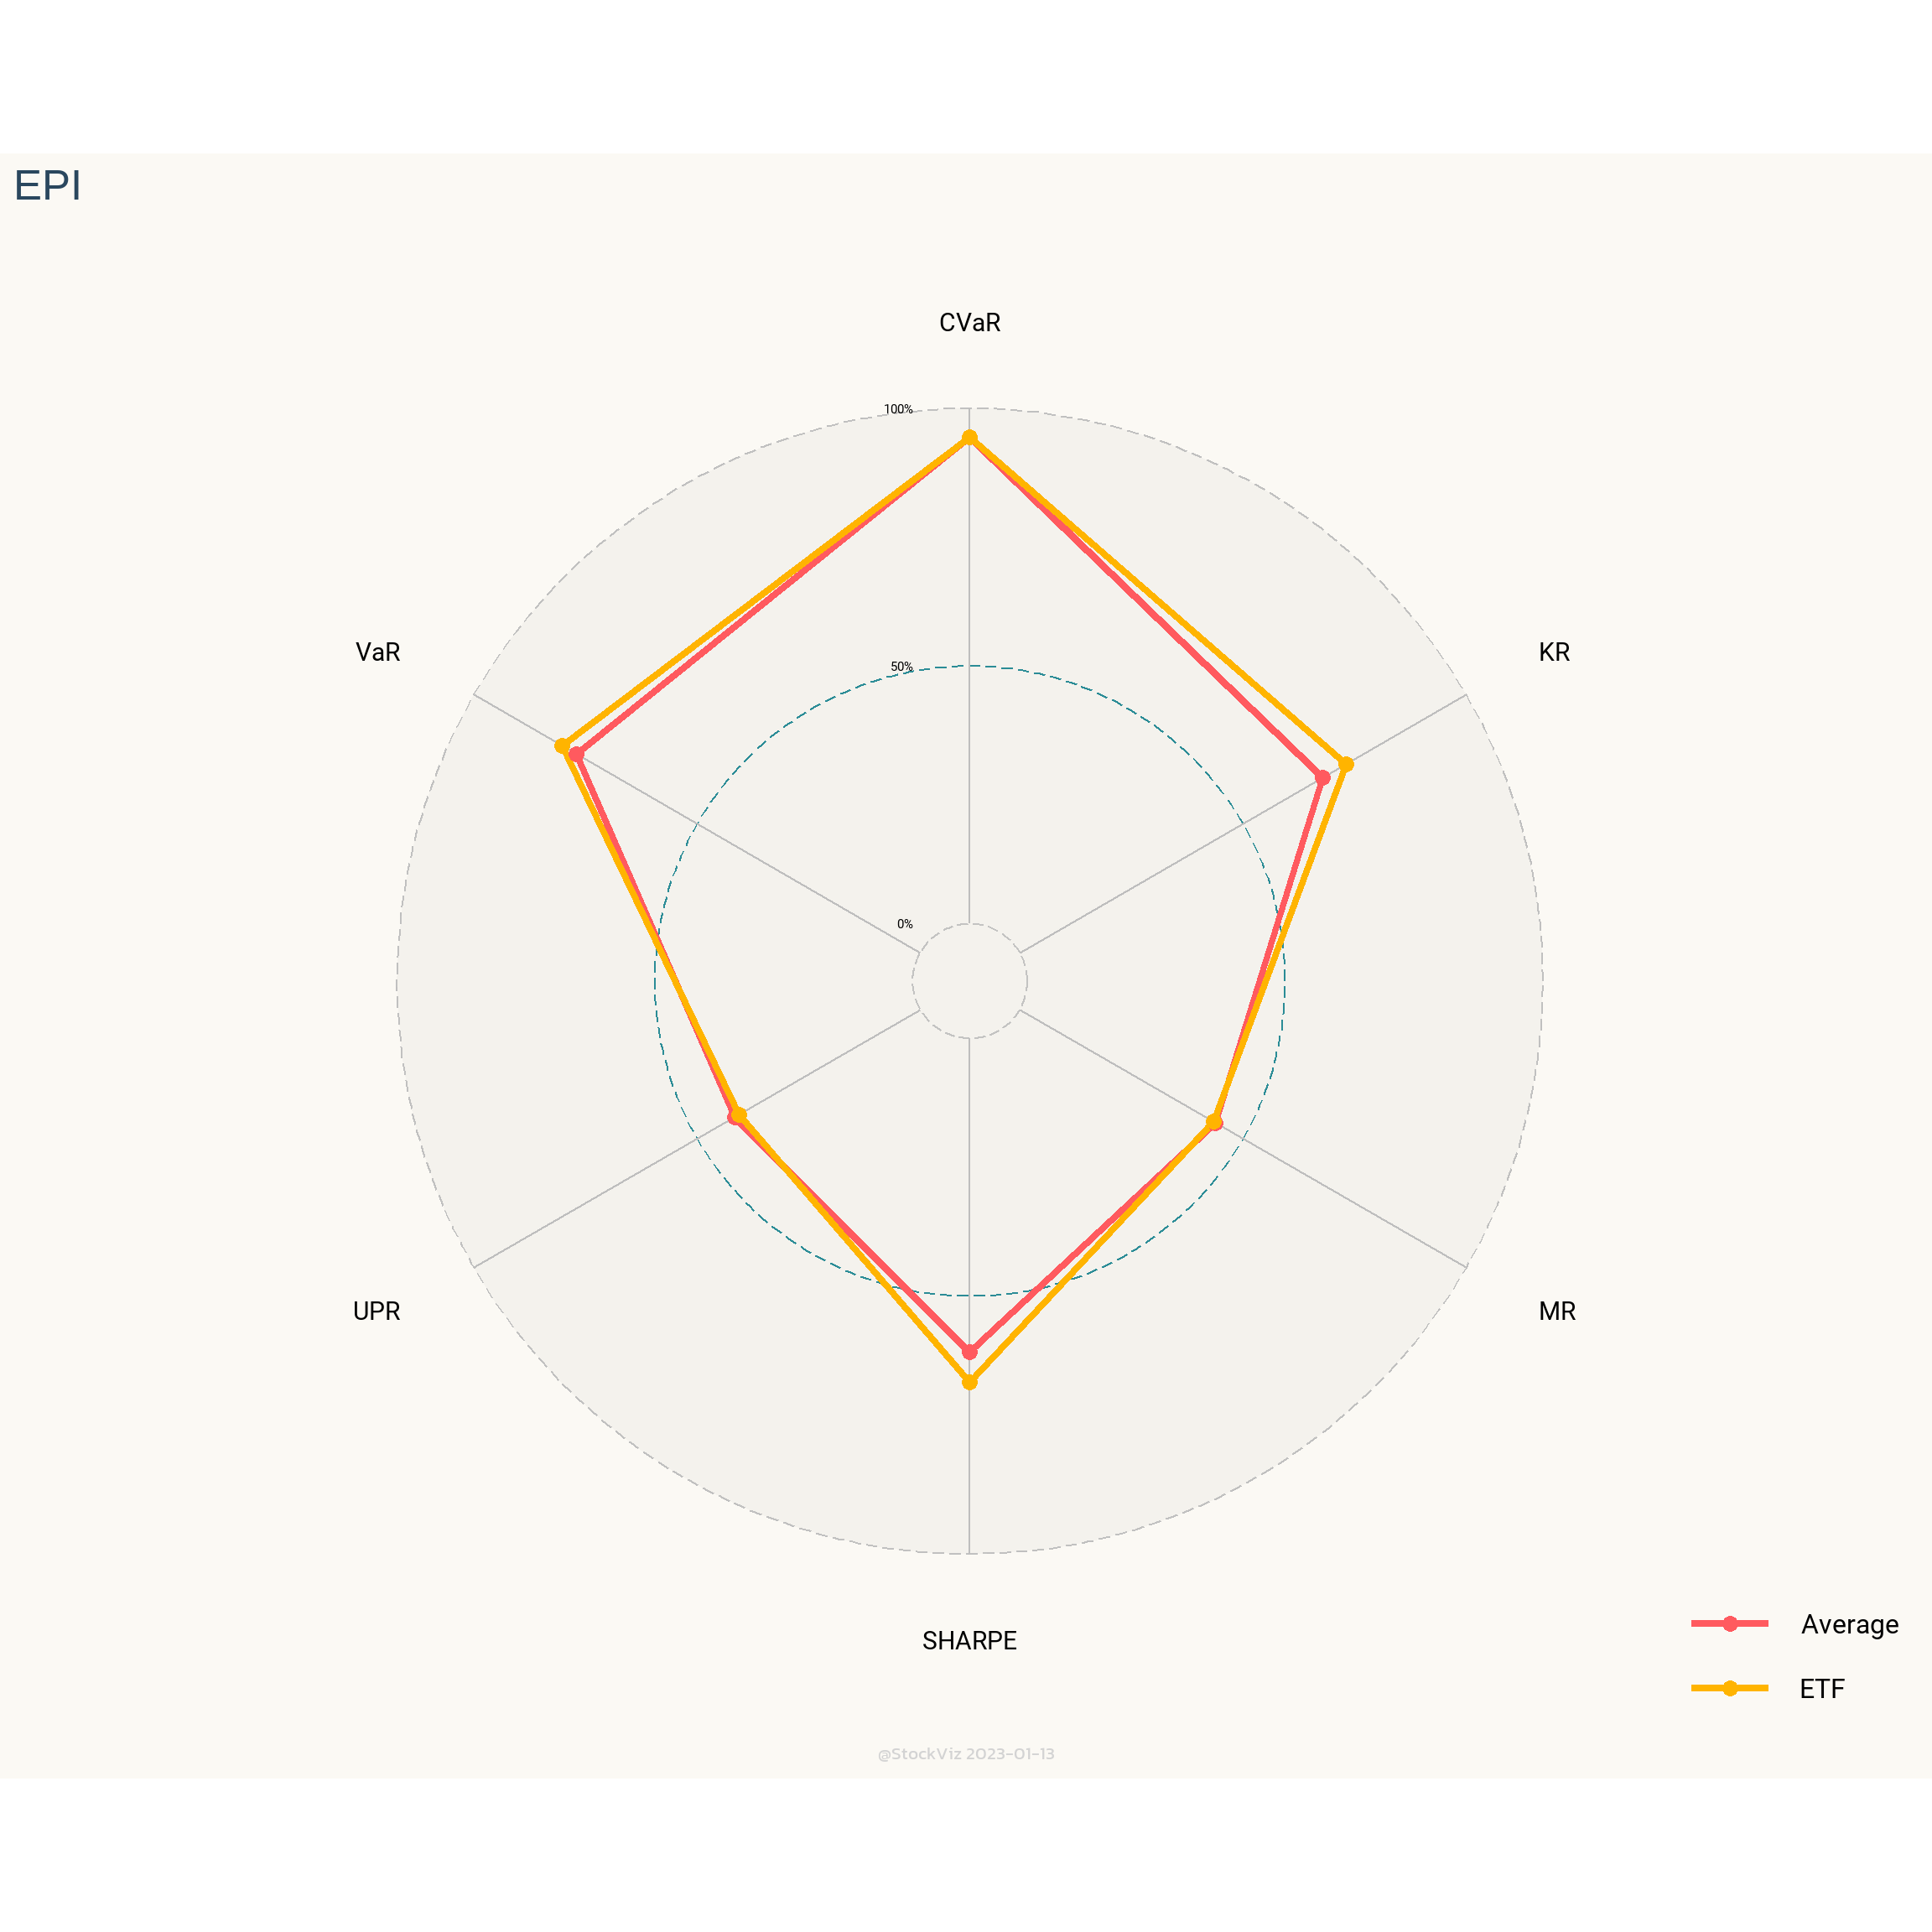 EPI
CVaR
100%
VaR
KR
50%
0%
UPR
MR
SHARPE
Average
ETF
@StockViz 2023-01-13